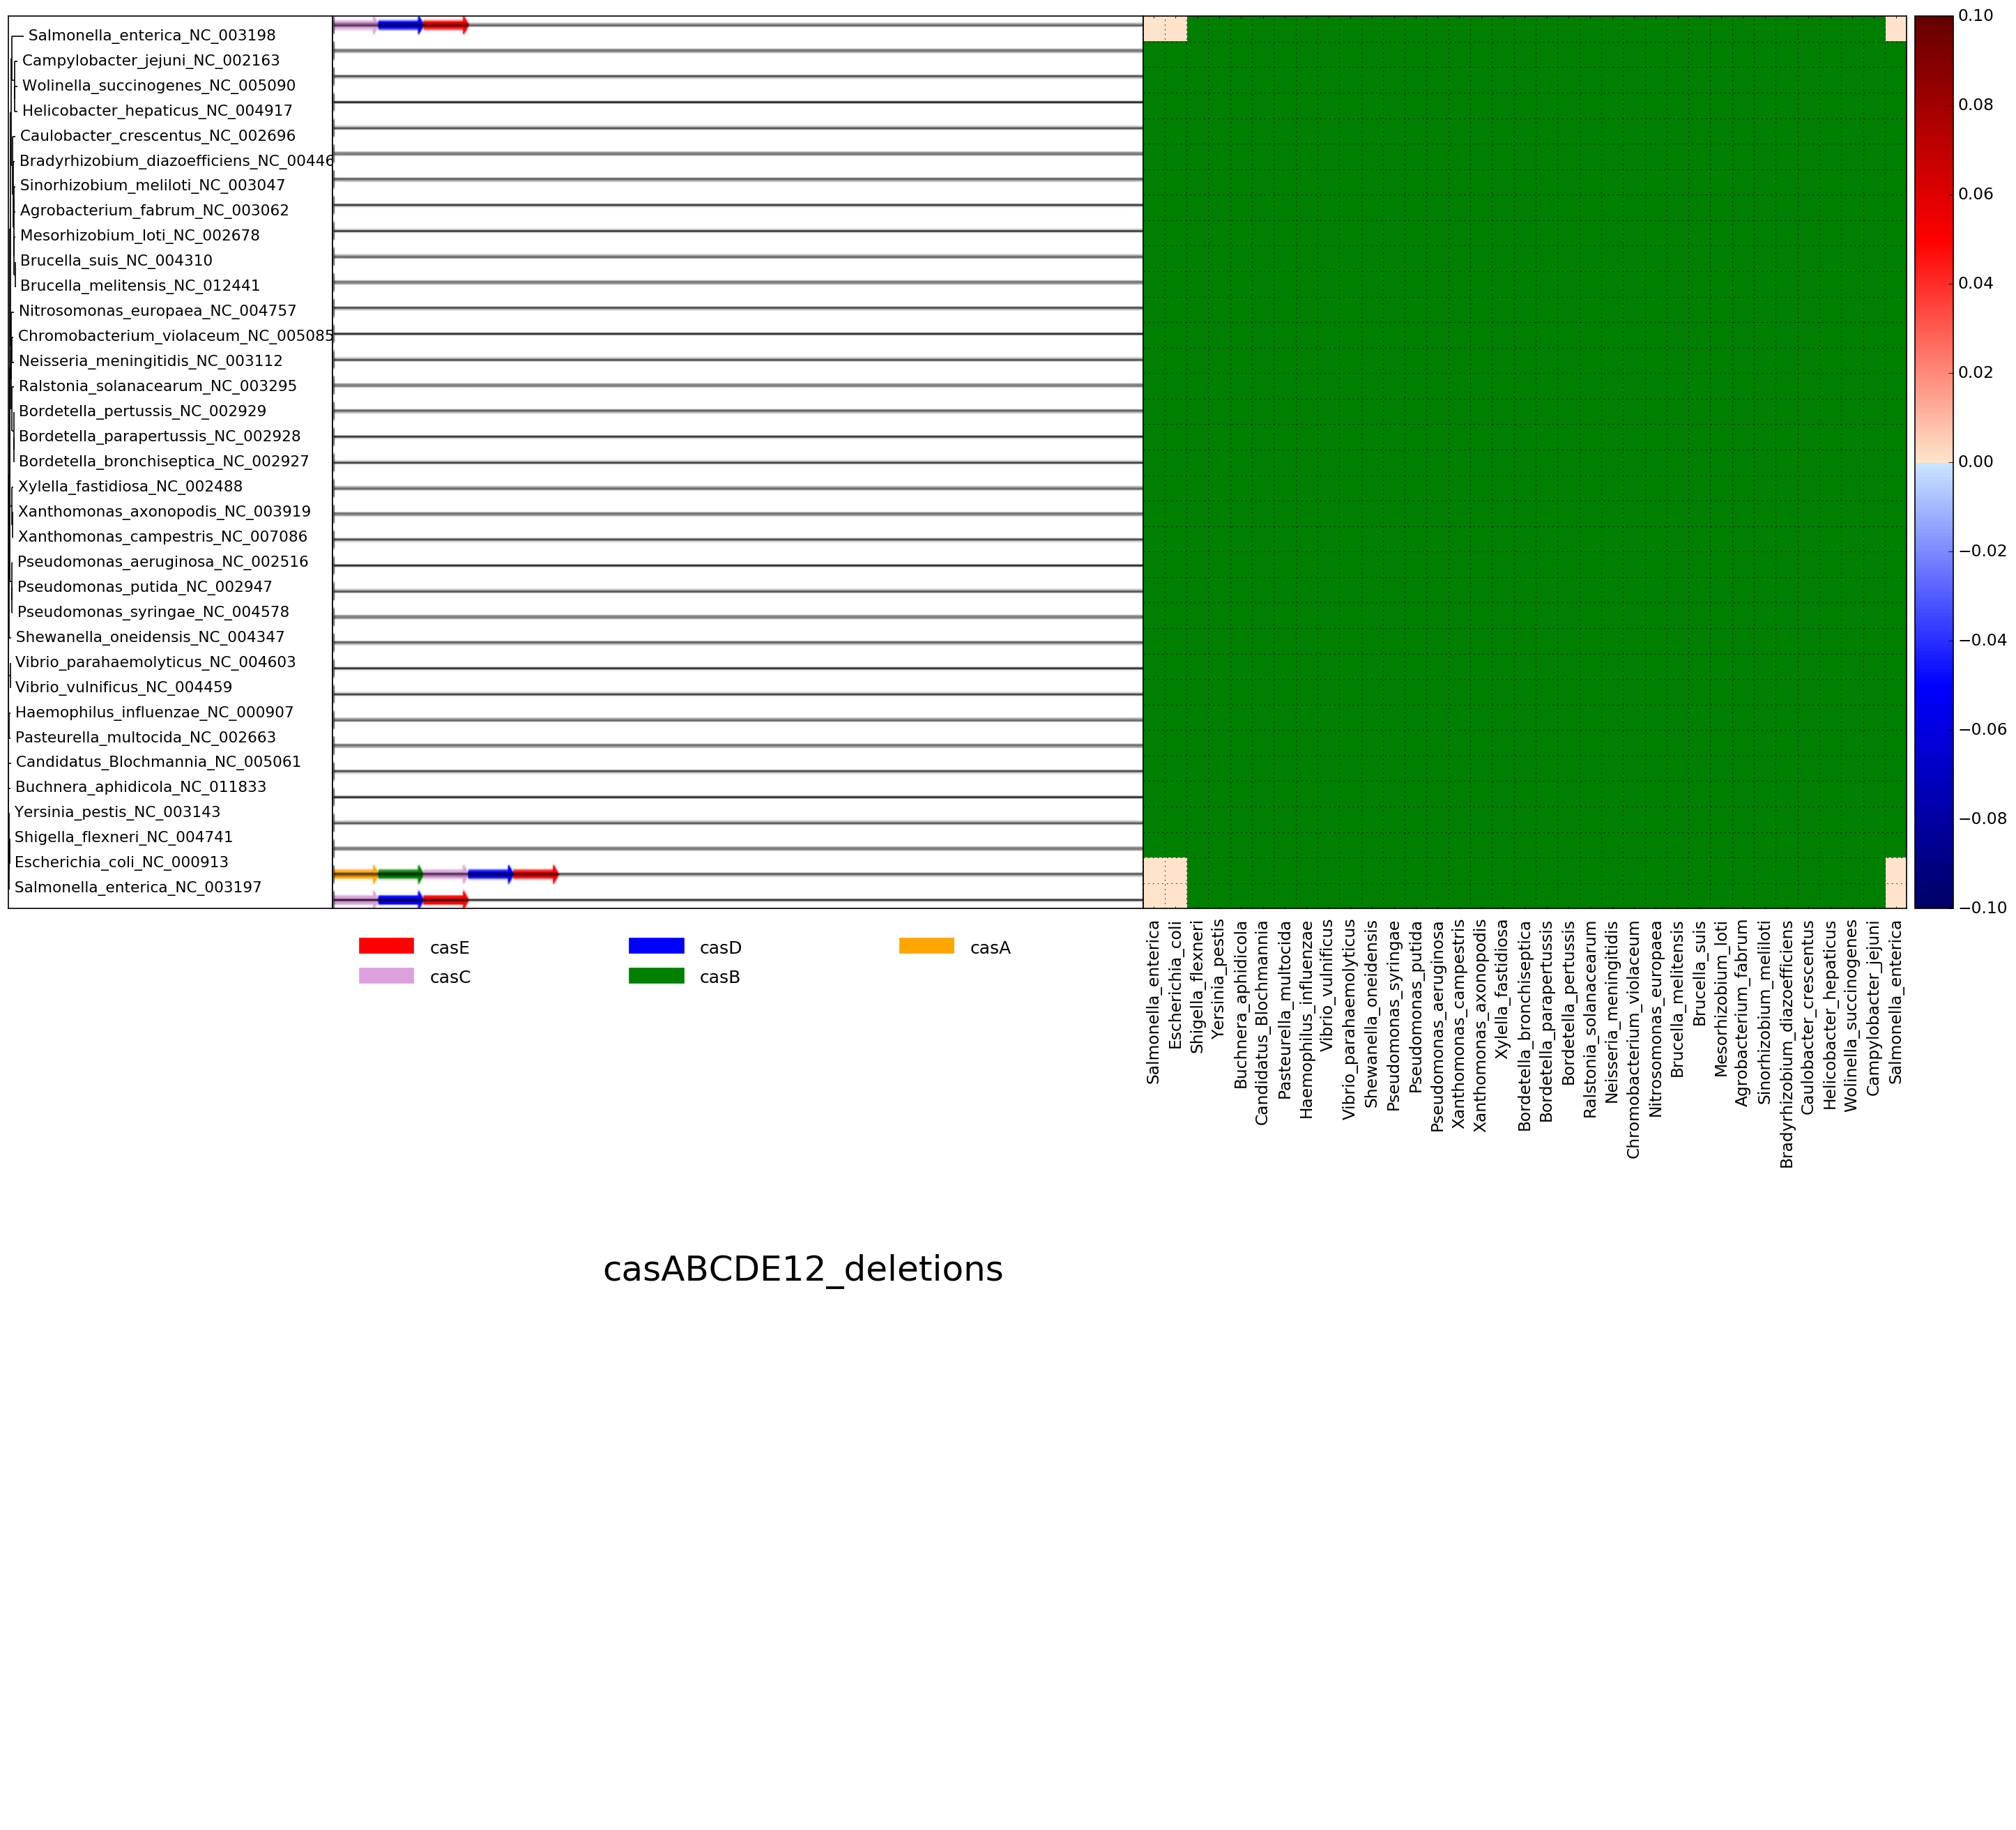 Salmonella_enterica_NC_003198
Campylobacter_jejuni_NC_002163
Wolinella_succinogenes_NC_005090
Helicobacter_hepaticus_NC_004917
Caulobacter_crescentus_NC_002696
Bradyrhizobium_diazoefficiens_NC_00446
Sinorhizobium_meliloti_NC_003047
Agrobacterium_fabrum_NC_003062
Mesorhizobium_loti_NC_002678
Brucella_suis_NC_004310
Brucella_melitensis_NC_012441
Nitrosomonas_europaea_NC_004757
Chromobacterium_violaceum_NC_005085
Neisseria_meningitidis_NC_003112
Ralstonia_solanacearum_NC_003295
Bordetella_pertussis_NC_002929
Bordetella_parapertussis_NC_002928
Bordetella_bronchiseptica_NC_002927
Xylella_fastidiosa_NC_002488
Xanthomonas_axonopodis_NC_003919
Xanthomonas_campestris_NC_007086
Pseudomonas_aeruginosa_NC_002516
Pseudomonas_putida_NC_002947
Pseudomonas_syringae_NC_004578
Shewanella_oneidensis_NC_004347
Vibrio_parahaemolyticus_NC_004603
Vibrio_vulnificus_NC_004459
Haemophilus_influenzae_NC_000907
Pasteurella_multocida_NC_002663
Candidatus_Blochmannia_NC_005061
Buchnera_aphidicola_NC_011833
Yersinia_pestis_NC_003143
Shigella_flexneri_NC_004741
Escherichia_coli_NC_000913
Salmonella_enterica_NC_003197
0.10
0.08
0.06
0.04
0.02
0.00
−0.02
−0.04
−0.06
−0.08
−0.10
casE
casD
casA
casC
casB
Salmonella_enterica
Escherichia_coli
Shigella_flexneri
Yersinia_pestis
Buchnera_aphidicola
Candidatus_Blochmannia
Pasteurella_multocida
Haemophilus_influenzae
Vibrio_vulnificus
Vibrio_parahaemolyticus
Shewanella_oneidensis
Pseudomonas_syringae
Pseudomonas_putida
Pseudomonas_aeruginosa
Xanthomonas_campestris
Xanthomonas_axonopodis
Xylella_fastidiosa
Bordetella_bronchiseptica
Bordetella_parapertussis
Bordetella_pertussis
Ralstonia_solanacearum
Neisseria_meningitidis
Chromobacterium_violaceum
Nitrosomonas_europaea
Brucella_melitensis
Brucella_suis
Mesorhizobium_loti
Agrobacterium_fabrum
Sinorhizobium_meliloti
Bradyrhizobium_diazoefficiens
Caulobacter_crescentus
Helicobacter_hepaticus
Wolinella_succinogenes
Campylobacter_jejuni
Salmonella_enterica
casABCDE12_deletions